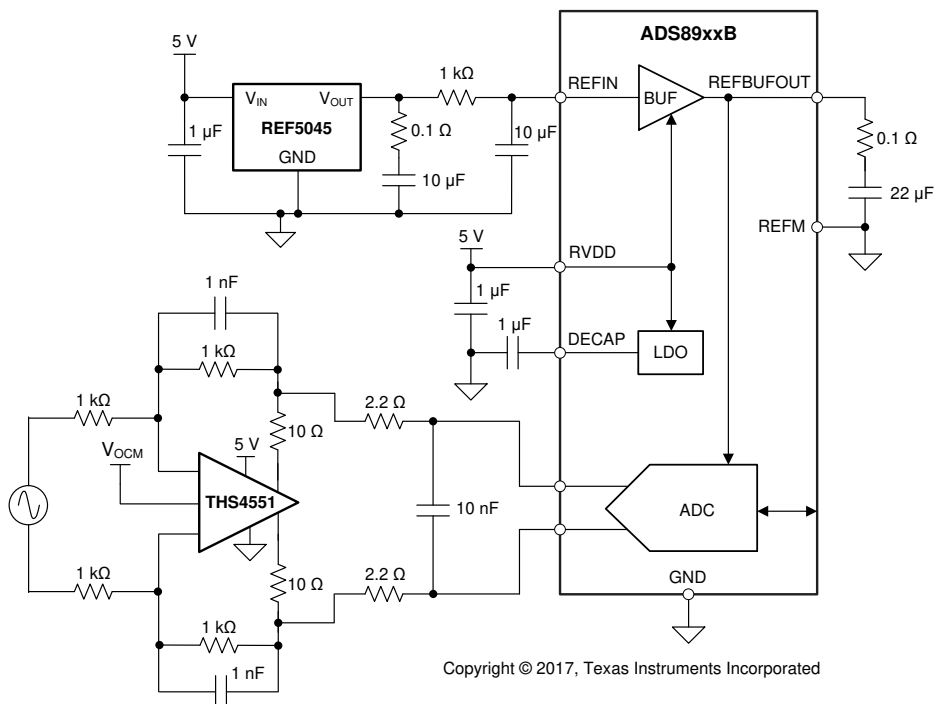 ADS89xxB
5 V
1 kΩ
REFIN
REFBUFOUT
V_IN
V_OUT
BUF
REF5045
1 µF
0.1 Ω
10 µF
0.1 Ω
GND
10 µF
22 µF
REFM
5 V
RVDD
1 nF
1 µF
1 µF
DECAP
LDO
1 kΩ
1 kΩ
2.2 Ω
10 Ω
V_OCM
5 V
THS4551
10 nF
ADC
1 kΩ
10 Ω
2.2 Ω
GND
1 kΩ
1 nF
Copyright © 2017, Texas Instruments Incorporated